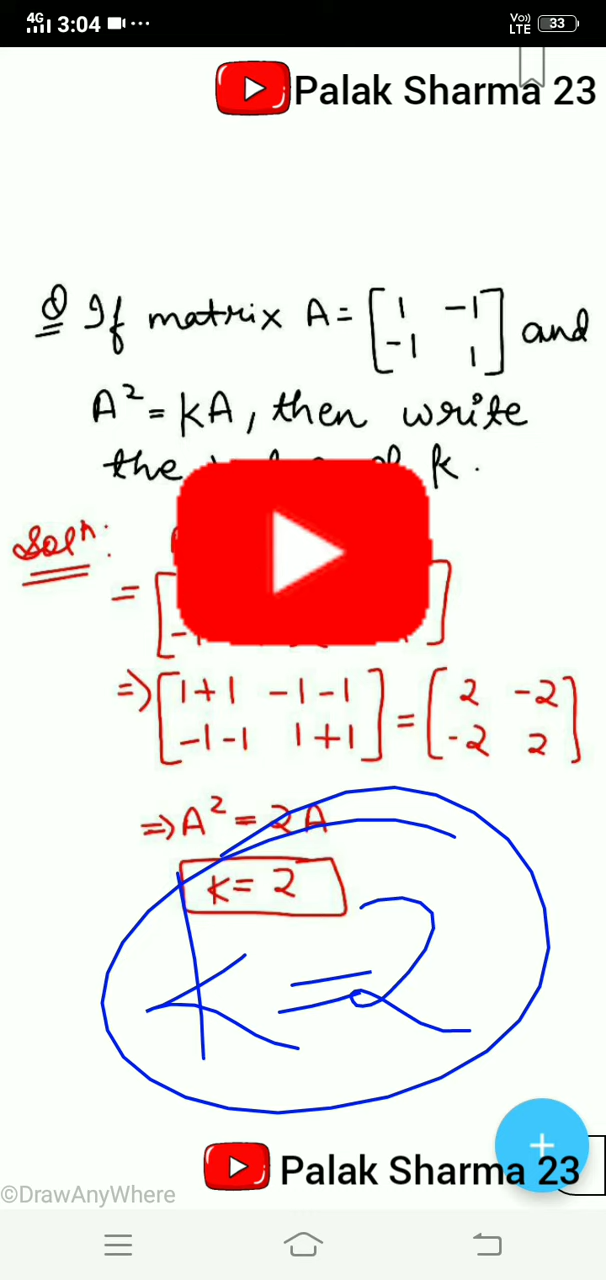 4G 3:04 ... Vo)) LTE 33
Palak Sharma 23
Q If matrix A = [1 -1] and
[-1 1]
A² = KA, then write
the k.
Solⁿ:
= [ ]
-1
=> [1+1 -1-1] = [2 -2]
[-1-1 1+1] [-2 2]
=> A² = 2A
K = 2
K = 2
+
Palak Sharma 23
©DrawAnyWhere